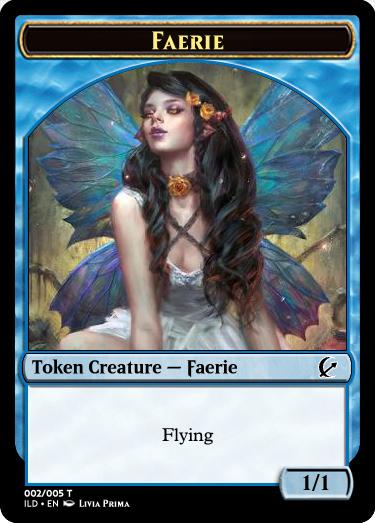 Faerie
Token Creature — Faerie
Flying
1/1
002/005 T
ILD • EN Livia Prima